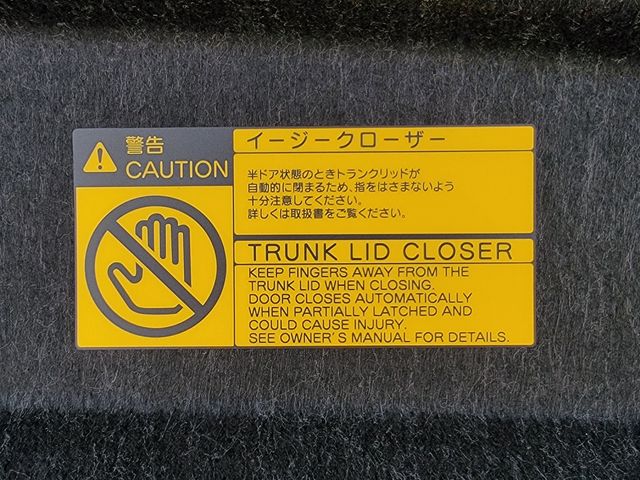 警告
CAUTION
イージークローザー
半ドア状態のときトランクリッドが
自動的に閉まるため、指をはさまないよう
十分注意してください。
詳しくは取扱書をご覧ください。
TRUNK LID CLOSER
KEEP FINGERS AWAY FROM THE
TRUNK LID WHEN CLOSING.
DOOR CLOSES AUTOMATICALLY
WHEN PARTIALLY LATCHED AND
COULD CAUSE INJURY.
SEE OWNER'S MANUAL FOR DETAILS.